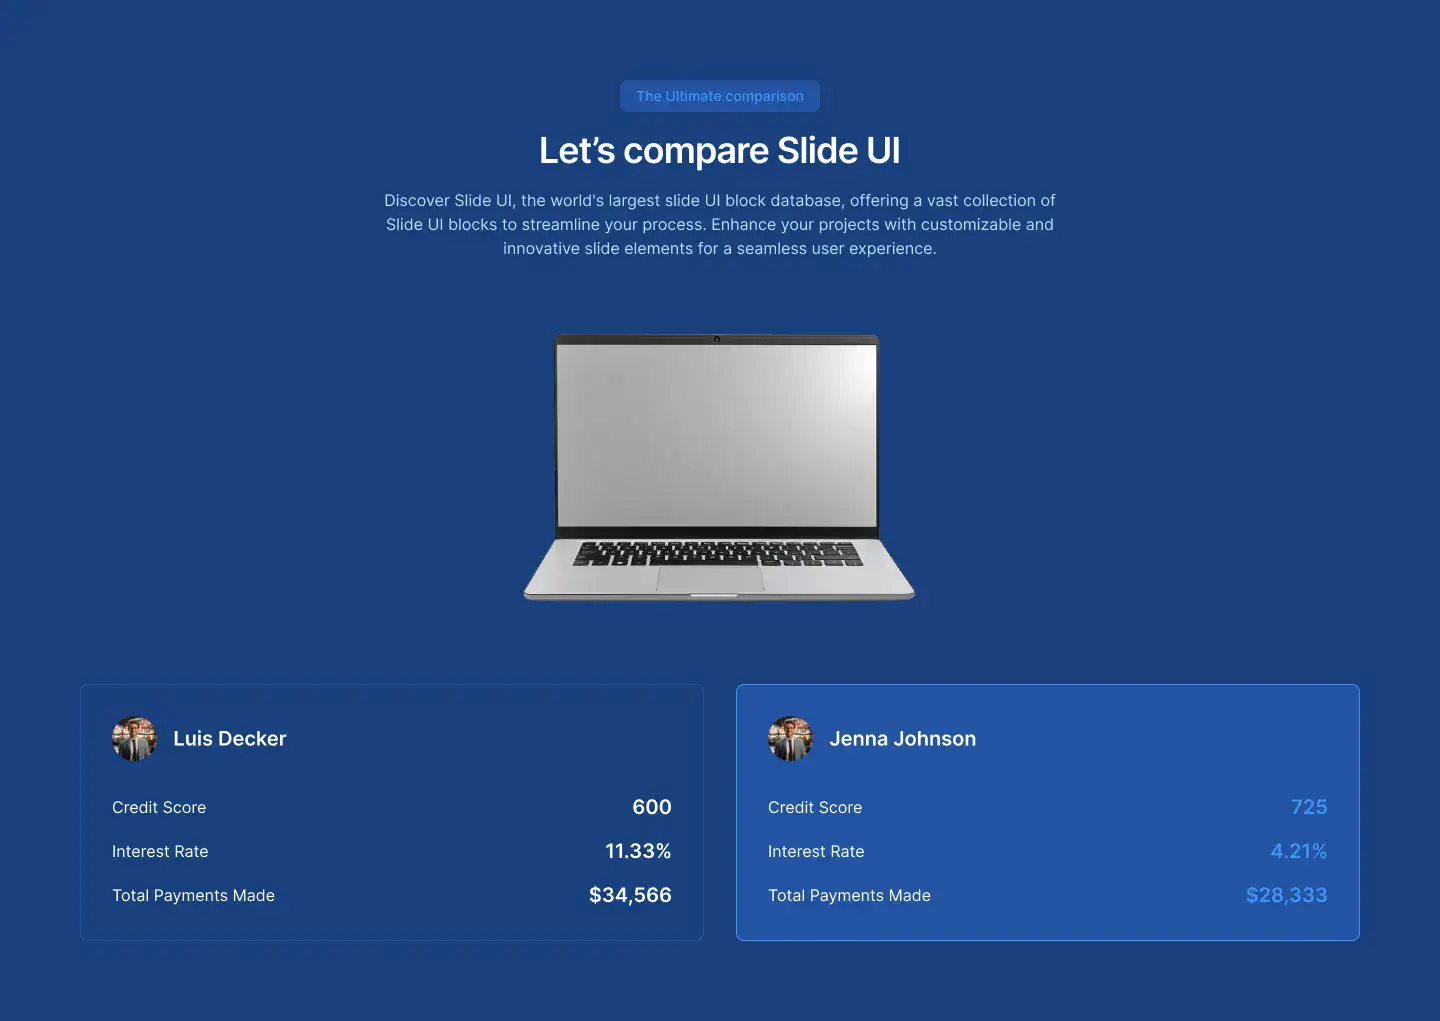 The Ultimate comparison
Let’s compare Slide UI
Discover Slide UI, the world's largest slide UI block database, offering a vast collection of
Slide UI blocks to streamline your process. Enhance your projects with customizable and
innovative slide elements for a seamless user experience.
Luis Decker
Credit Score 600
Interest Rate 11.33%
Total Payments Made $34,566
Jenna Johnson
Credit Score 725
Interest Rate 4.21%
Total Payments Made $28,333